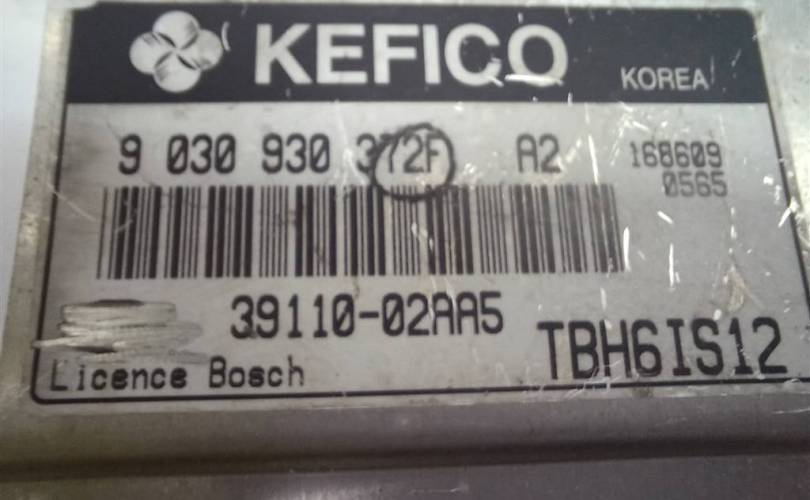 KEFICO
KOREA
9 030 930 372F A2
168609
0565
39110-02AA5
TBH6IS12
Licence Bosch